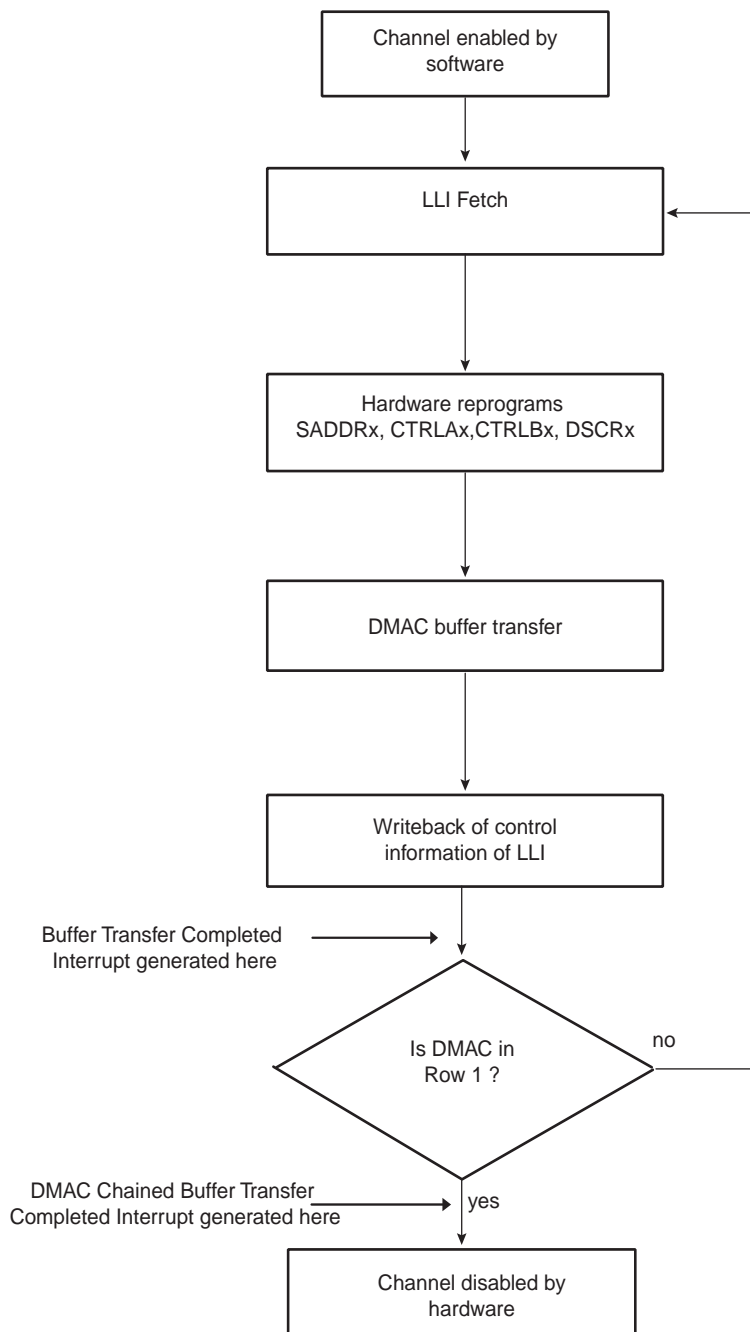 Channel enabled by
software
LLI Fetch
Hardware reprograms
SADDRx, CTRLAx,CTRLBx, DSCRx
DMAC buffer transfer
Writeback of control
information of LLI
Buffer Transfer Completed
Interrupt generated here
Is DMAC in
Row 1 ?
no
DMAC Chained Buffer Transfer
Completed Interrupt generated here
yes
Channel disabled by
hardware